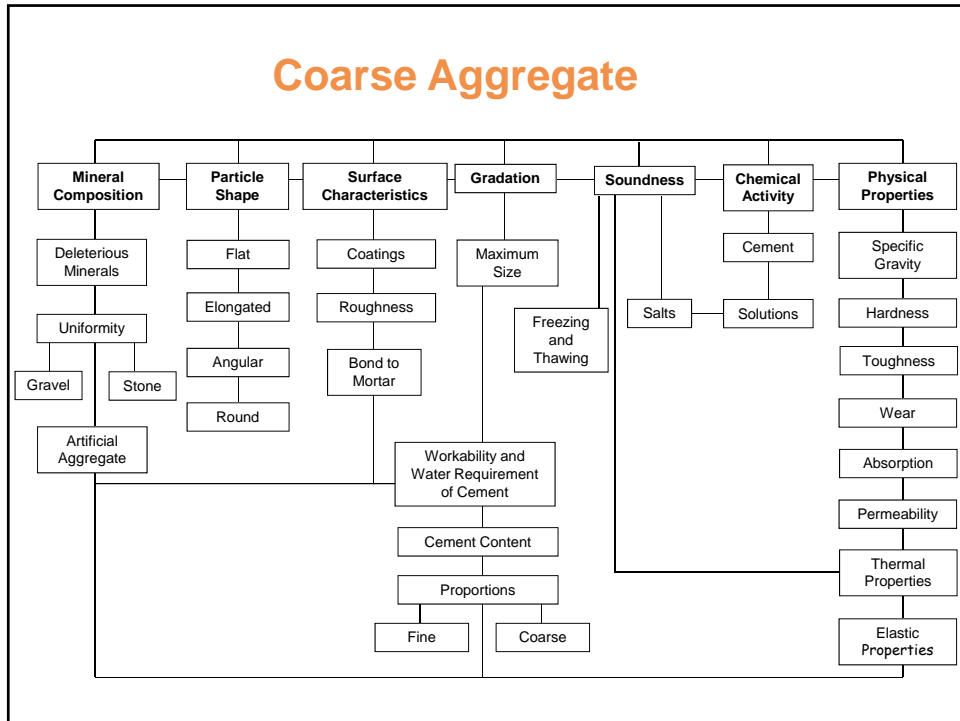 Coarse Aggregate
Mineral
Composition
Particle
Shape
Surface
Characteristics
Gradation
Soundness
Chemical
Activity
Physical
Properties
Deleterious
Minerals
Uniformity
Gravel
Stone
Artificial
Aggregate
Flat
Elongated
Angular
Round
Coatings
Roughness
Bond to
Mortar
Maximum
Size
Workability and
Water Requirement
of Cement
Cement Content
Proportions
Fine
Coarse
Freezing
and
Thawing
Salts
Cement
Solutions
Specific
Gravity
Hardness
Toughness
Wear
Absorption
Permeability
Thermal
Properties
Elastic
Properties